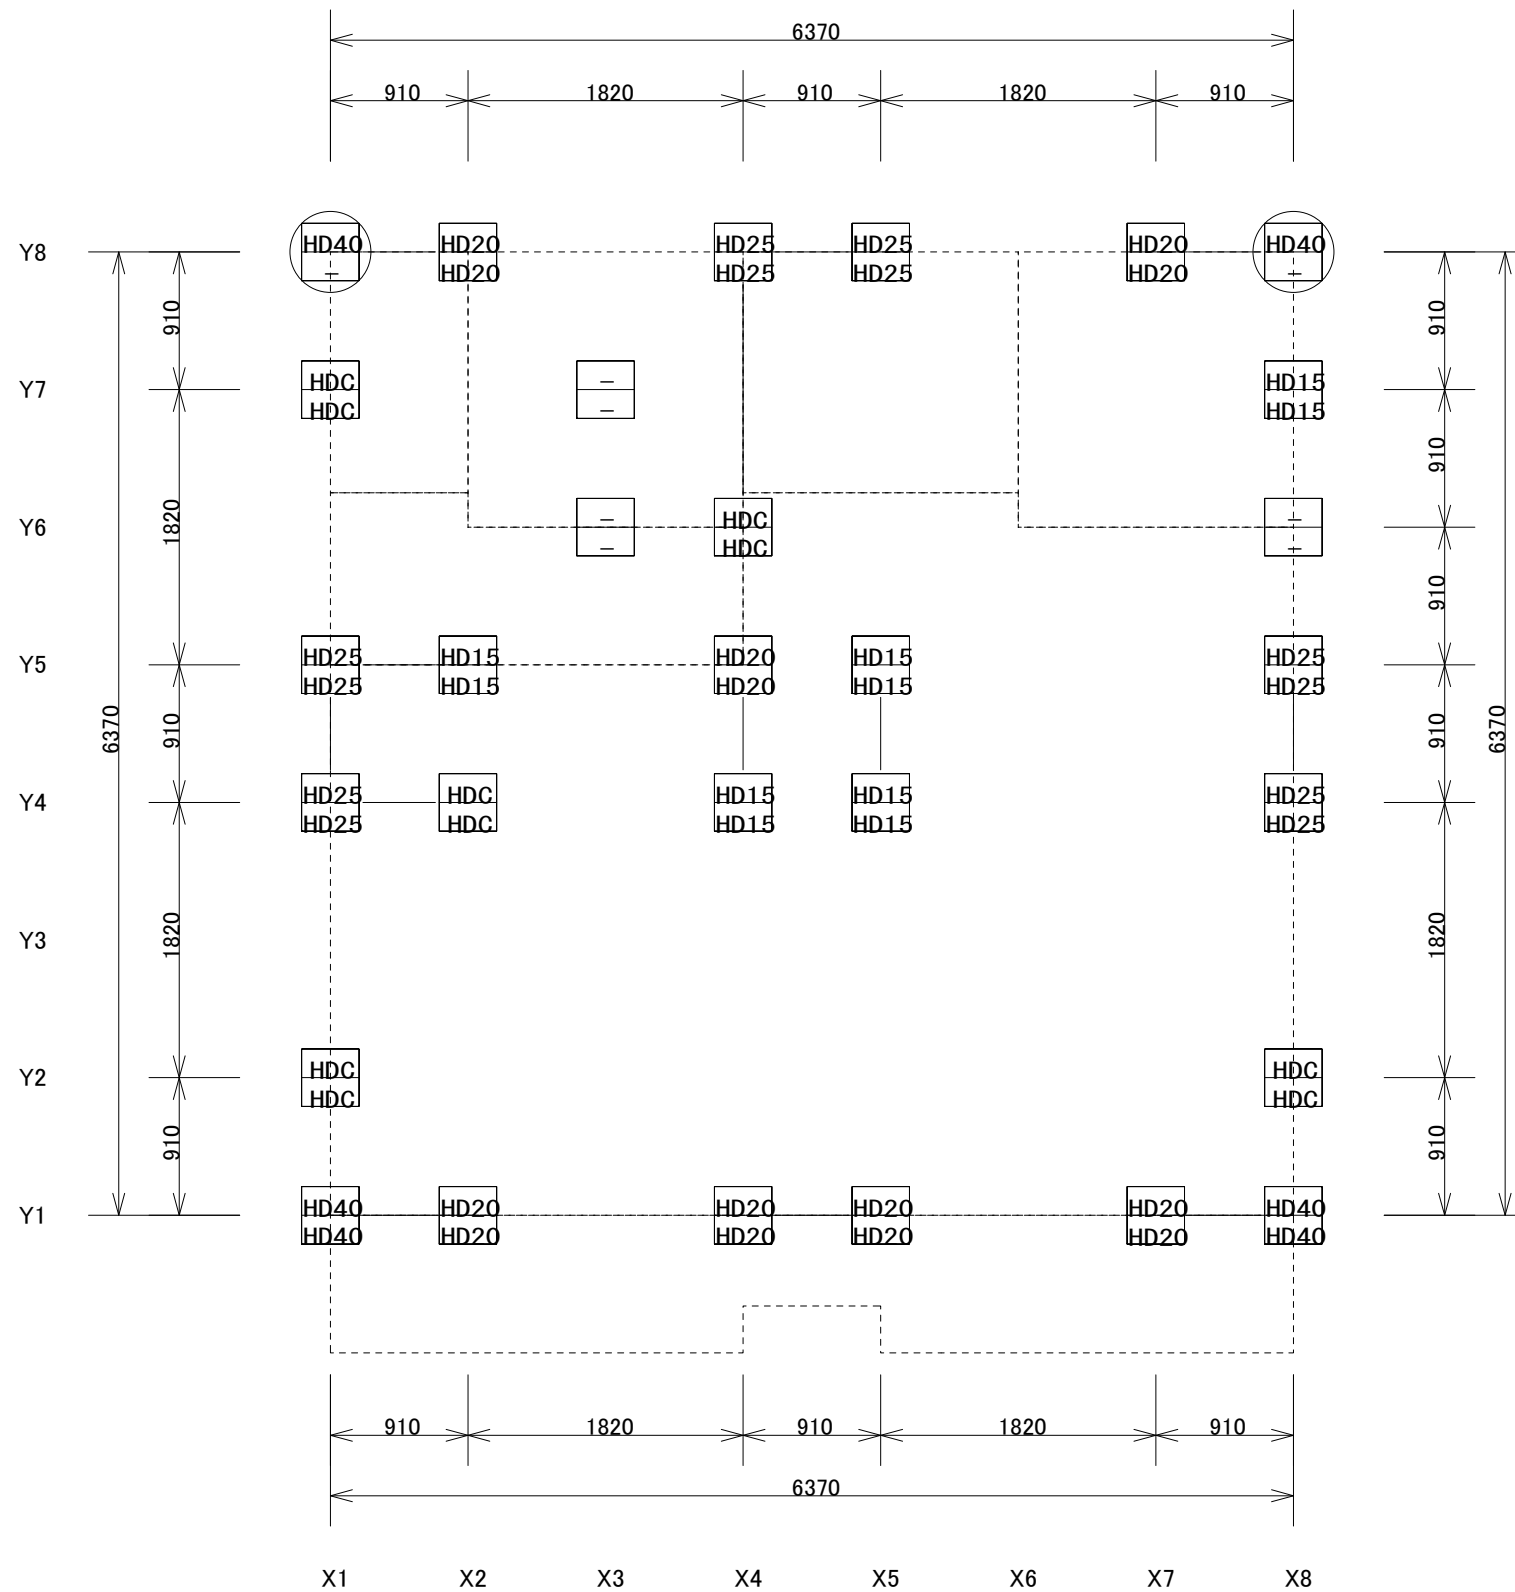 6370
910 1820 910 1820 910
Y8 HD40 HD20 HD25 HD25 HD20 HD40
- HD20 HD25 HD25 HD20 -
910 910
Y7 HDC - HD15
HDC - HD15
910
1820
Y6 - HDC -
- HDC -
910
Y5 HD25 HD15 HD20 HD15 HD25
HD25 HD15 HD20 HD15 HD25
6370 910 910 6370
Y4 HD25 HDC HD15 HD15 HD25
HD25 HDC HD15 HD15 HD25
Y3 1820 1820
Y2 HDC HDC
HDC HDC
910 910
Y1 HD40 HD20 HD20 HD20 HD20 HD40
HD40 HD20 HD20 HD20 HD20 HD40
910 1820 910 1820 910
6370
X1 X2 X3 X4 X5 X6 X7 X8